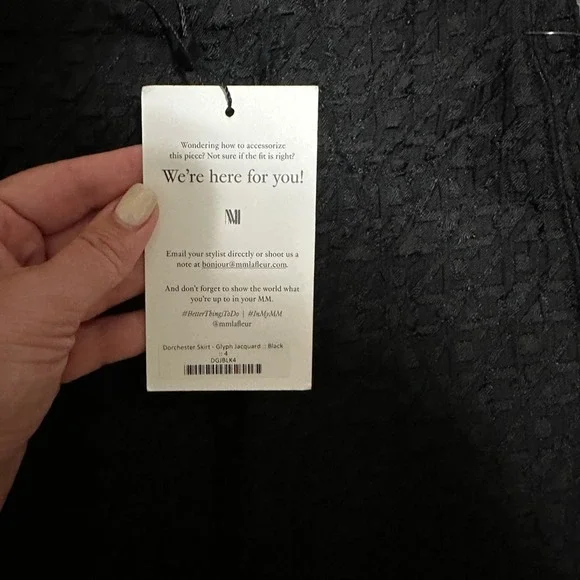 Wondering how to accessorize
this piece? Not sure if the fit is right?
We're here for you!
MM
Email your stylist directly or shoot us a
note at bonjour@mmlafleur.com.
And don't forget to show the world what
you're up to in your MM.
#BetterThingsToDo | #InMyMM
@mmlafleur
Dorchester Skirt - Glyph Jacquard :: Black
:: 4
DGJBLK4